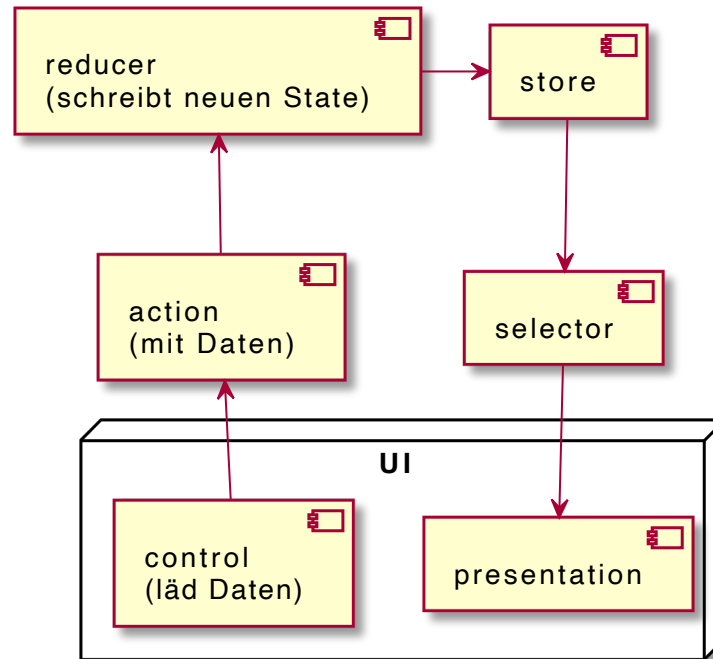 reducer
(schreibt neuen State)
store
action
(mit Daten)
selector
UI
control
(läd Daten)
presentation